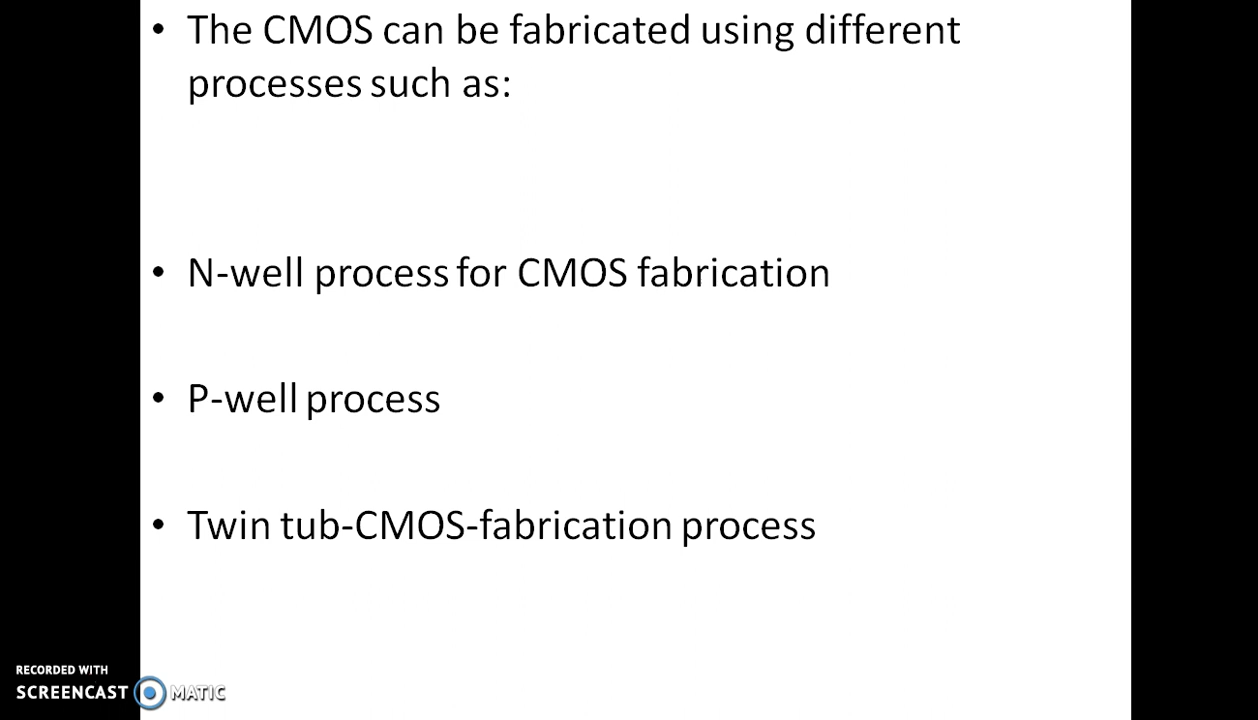 • The CMOS can be fabricated using different
processes such as:
• N-well process for CMOS fabrication
• P-well process
• Twin tub-CMOS-fabrication process
RECORDED WITH
SCREENCAST MATIC